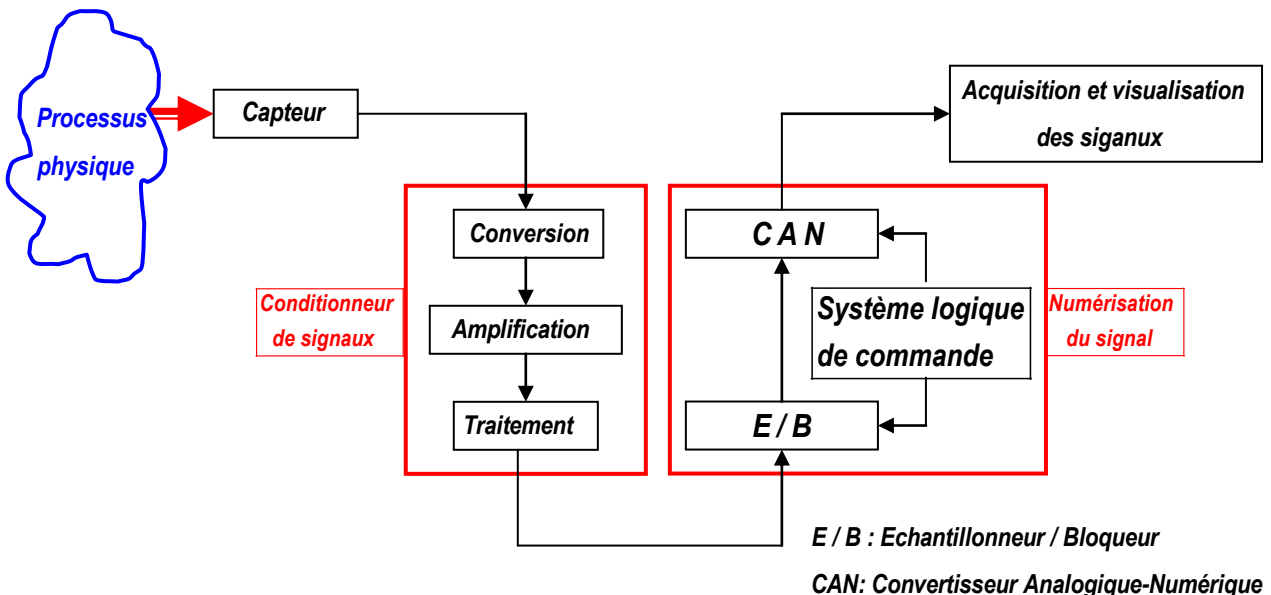 Processus
physique
Capteur
Conditionneur
de signaux
Conversion
Amplification
Traitement
C A N
Système logique
de commande
E / B
Numérisation
du signal
Acquisition et visualisation
des siganux
E / B : Echantillonneur / Bloqueur
CAN: Convertisseur Analogique-Numérique